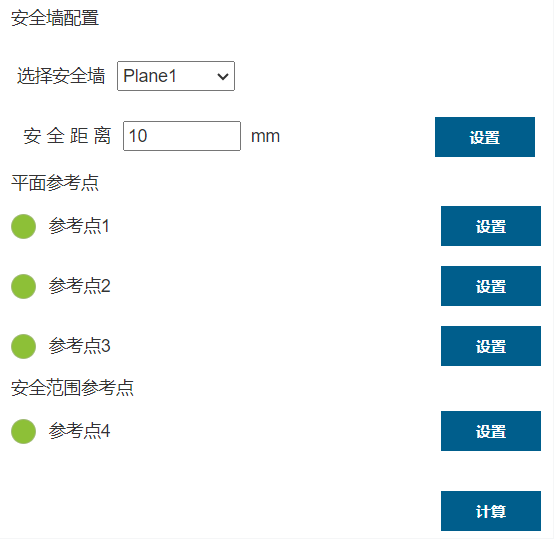 安全墙配置
选择安全墙 Plane1
安全距离 10 mm 设置
平面参考点
参考点1 设置
参考点2 设置
参考点3 设置
安全范围参考点
参考点4 设置
计算